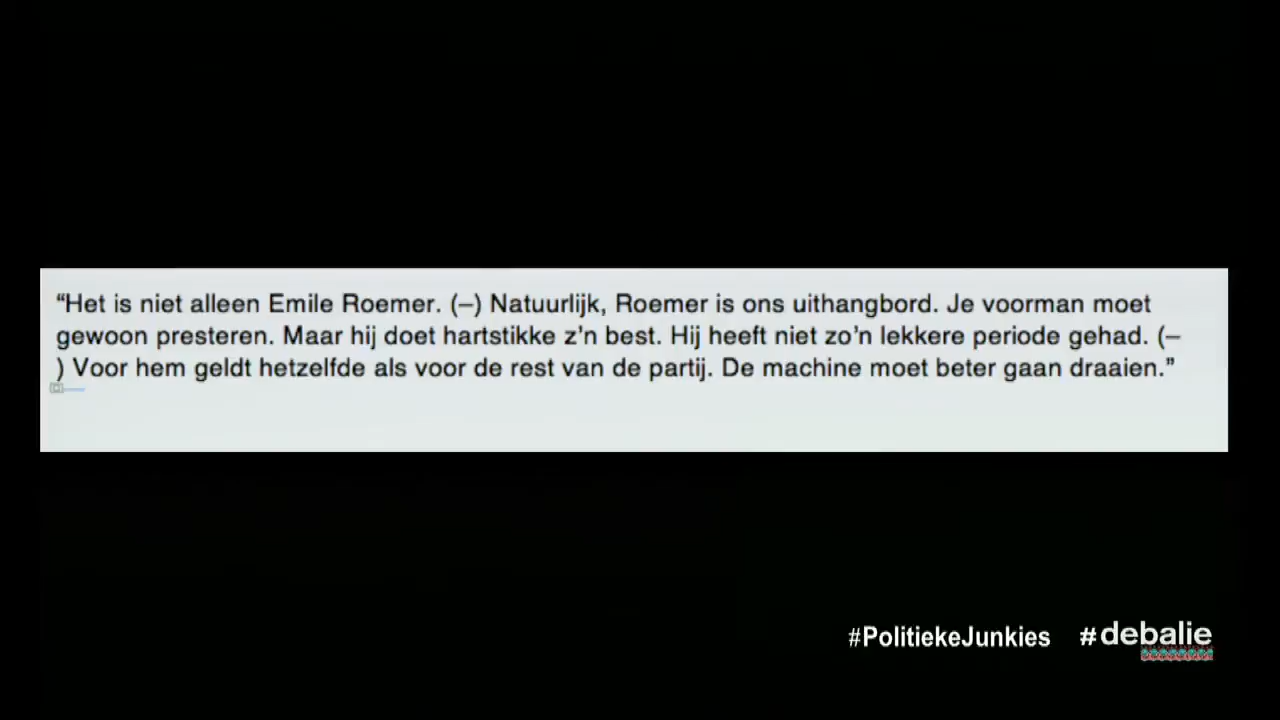 “Het is niet alleen Emile Roemer. (–) Natuurlijk, Roemer is ons uithangbord. Je voorman moet
gewoon presteren. Maar hij doet hartstikke z’n best. Hij heeft niet zo’n lekkere periode gehad. (–
) Voor hem geldt hetzelfde als voor de rest van de partij. De machine moet beter gaan draaien.”
#PolitiekeJunkies #debalie